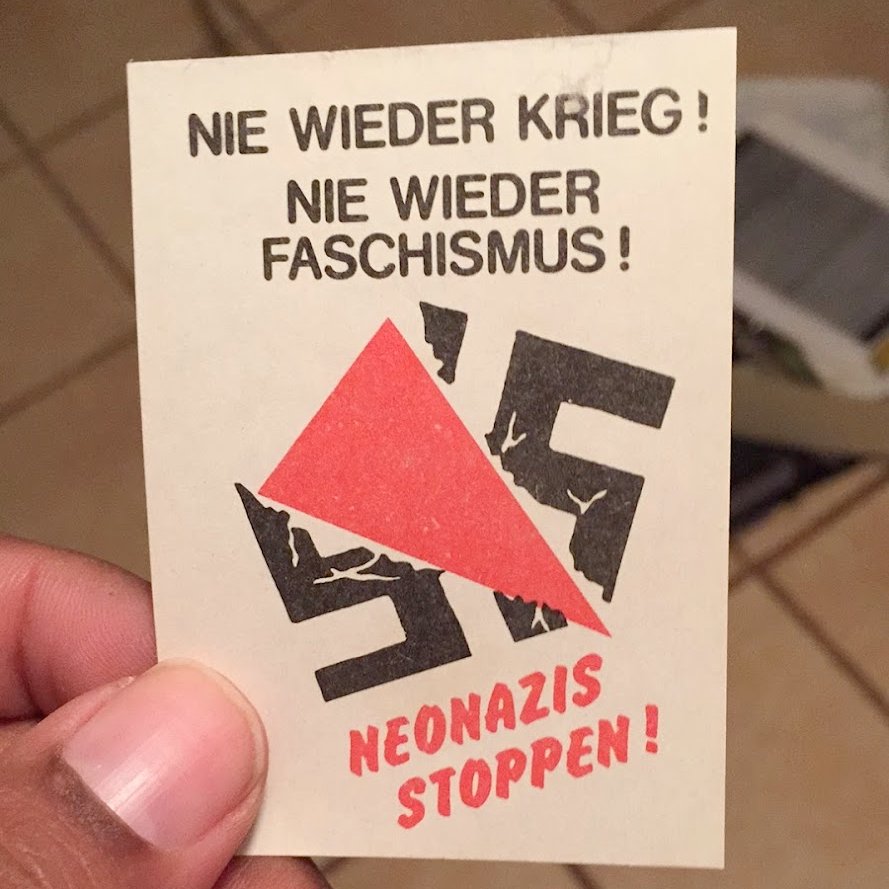 NIE WIEDER KRIEG!
NIE WIEDER
FASCHISMUS!
NEONAZIS
STOPPEN!